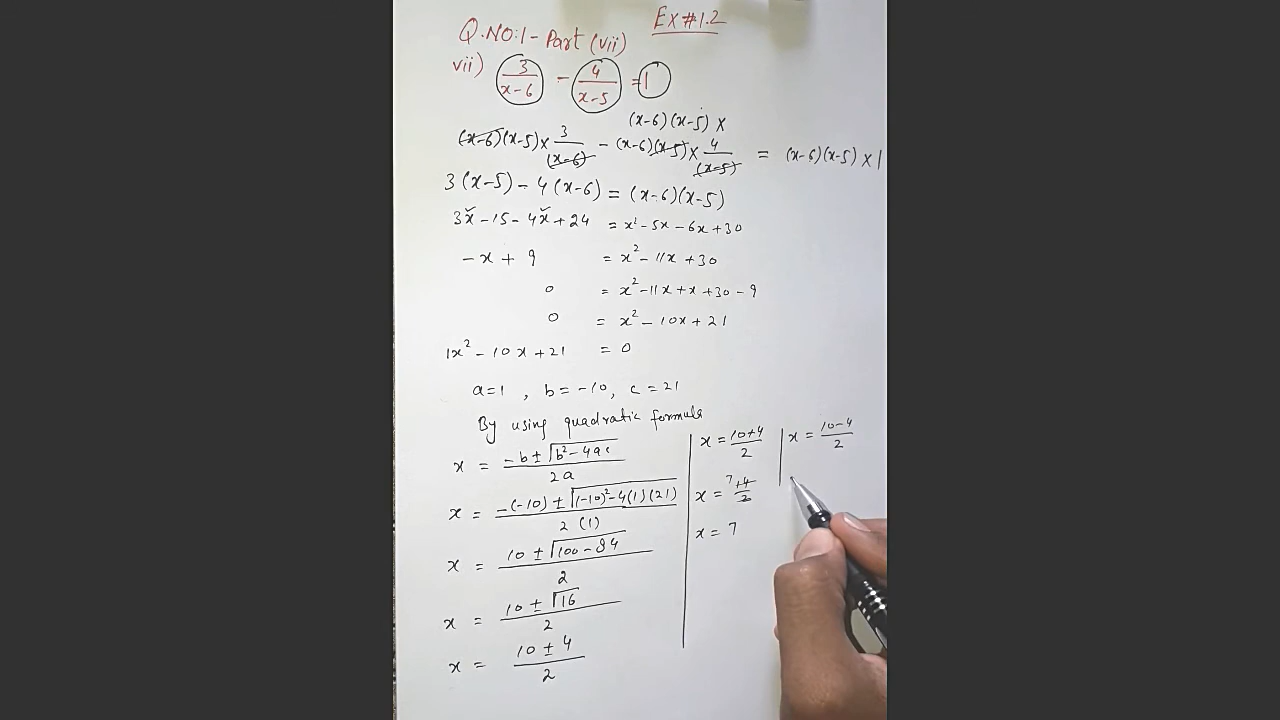 EX#1.2
Q.NO:1 - Part (vii)
vii) 3/(x-6) - 4/(x-5) = 1
(x-6)(x-5) ×
(x-6)(x-5) × 3/(x-6) - (x-6)(x-5) × 4/(x-5) = (x-6)(x-5) × 1
3(x-5) - 4(x-6) = (x-6)(x-5)
3x - 15 - 4x + 24 = x² - 5x - 6x + 30
-x + 9 = x² - 11x + 30
0 = x² - 11x + x + 30 - 9
0 = x² - 10x + 21
1x² - 10x + 21 = 0
a=1 , b = -10, c = 21
By using quadratic formula
x = (-b ± √(b² - 4ac))/2a
x = (-(-10) ± √((-10)² - 4(1)(21)))/2(1)
x = (10 ± √(100 - 84))/2
x = (10 ± √16)/2
x = (10 ± 4)/2
x = (10+4)/2
x = 14/2 7
x = 7
x = (10-4)/2